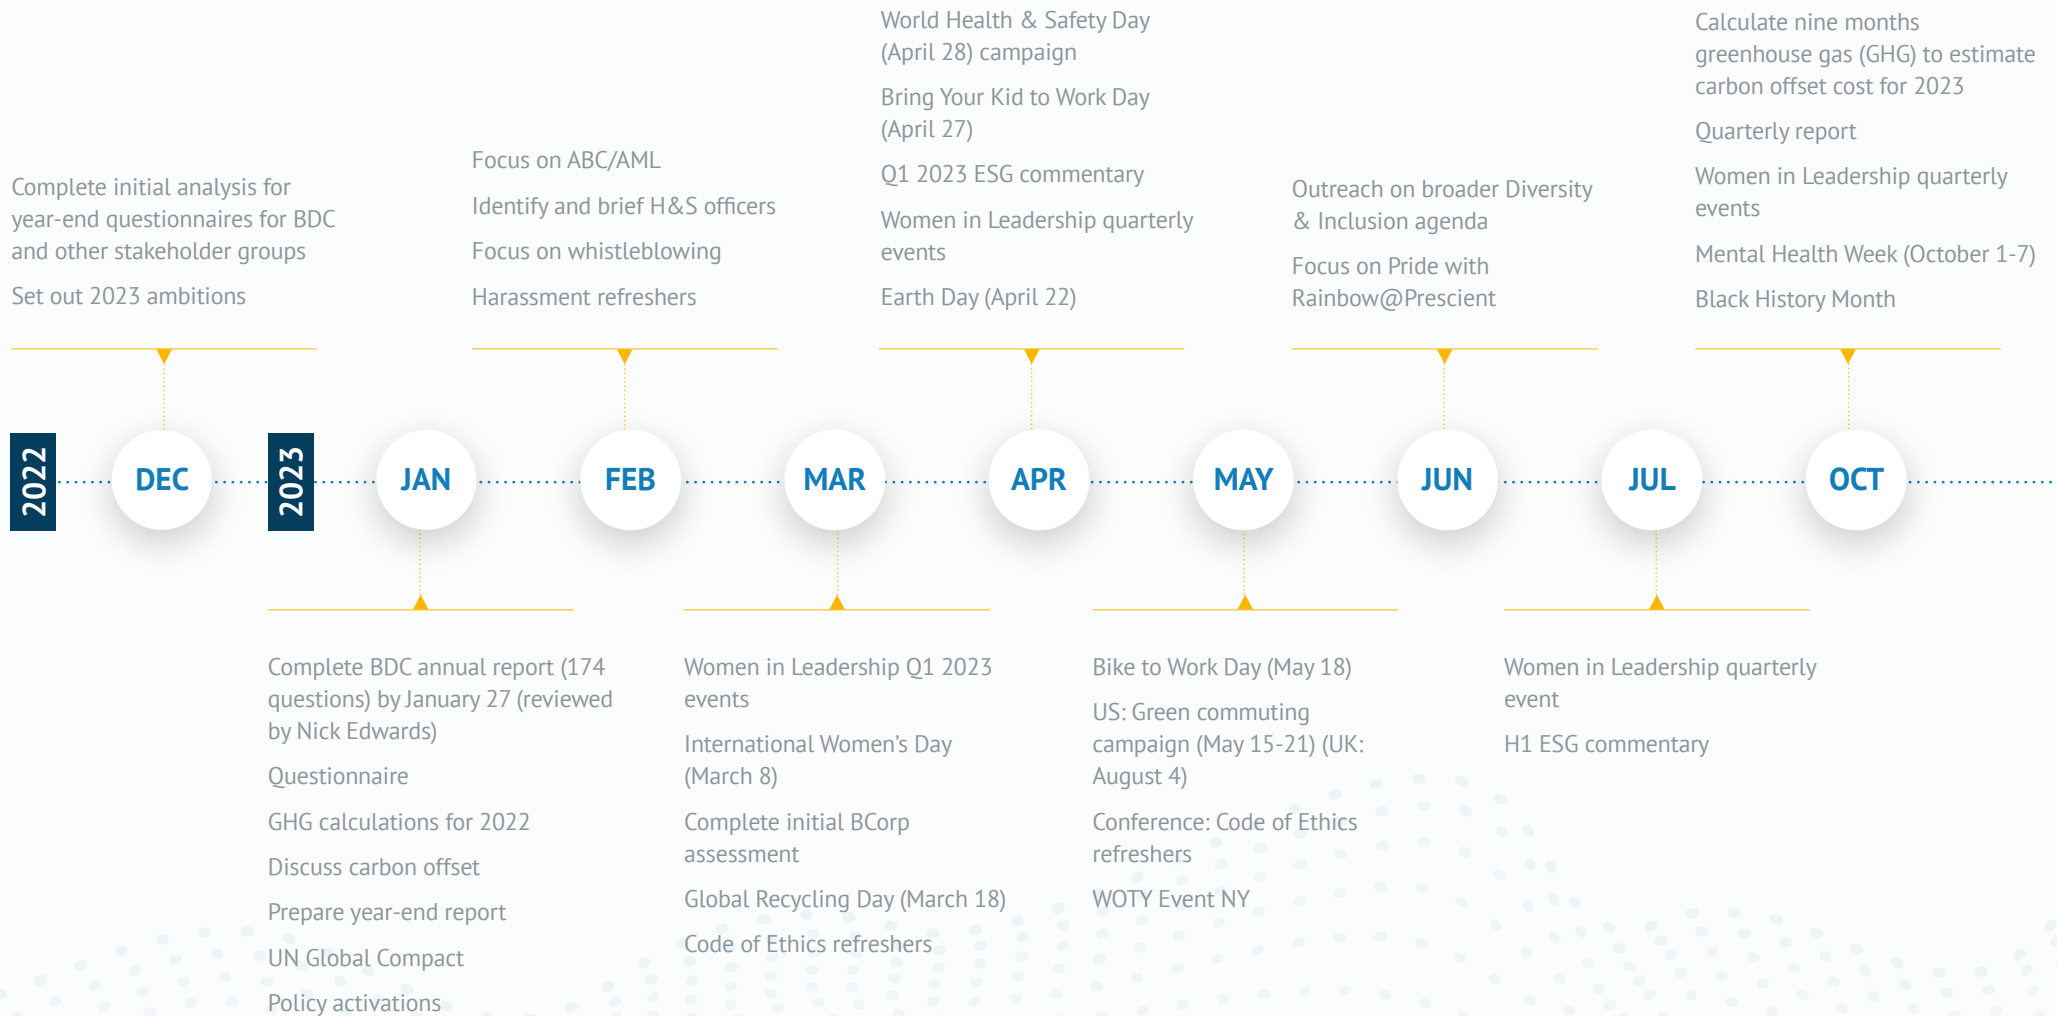 Complete initial analysis for
year-end questionnaires for BDC
and other stakeholder groups
Set out 2023 ambitions
Focus on ABC/AML
Identify and brief H&S officers
Focus on whistleblowing
Harassment refreshers
World Health & Safety Day
(April 28) campaign
Bring Your Kid to Work Day
(April 27)
Q1 2023 ESG commentary
Women in Leadership quarterly
events
Earth Day (April 22)
Outreach on broader Diversity
& Inclusion agenda
Focus on Pride with
Rainbow@Prescient
Calculate nine months
greenhouse gas (GHG) to estimate
carbon offset cost for 2023
Quarterly report
Women in Leadership quarterly
events
Mental Health Week (October 1-7)
Black History Month
2022
DEC
2023
JAN
FEB
MAR
APR
MAY
JUN
JUL
OCT
Complete BDC annual report (174
questions) by January 27 (reviewed
by Nick Edwards)
Questionnaire
GHG calculations for 2022
Discuss carbon offset
Prepare year-end report
UN Global Compact
Policy activations
Women in Leadership Q1 2023
events
International Women's Day
(March 8)
Complete initial BCorp
assessment
Global Recycling Day (March 18)
Code of Ethics refreshers
Bike to Work Day (May 18)
US: Green commuting
campaign (May 15-21) (UK:
August 4)
Conference: Code of Ethics
refreshers
WOTY Event NY
Women in Leadership quarterly
event
H1 ESG commentary